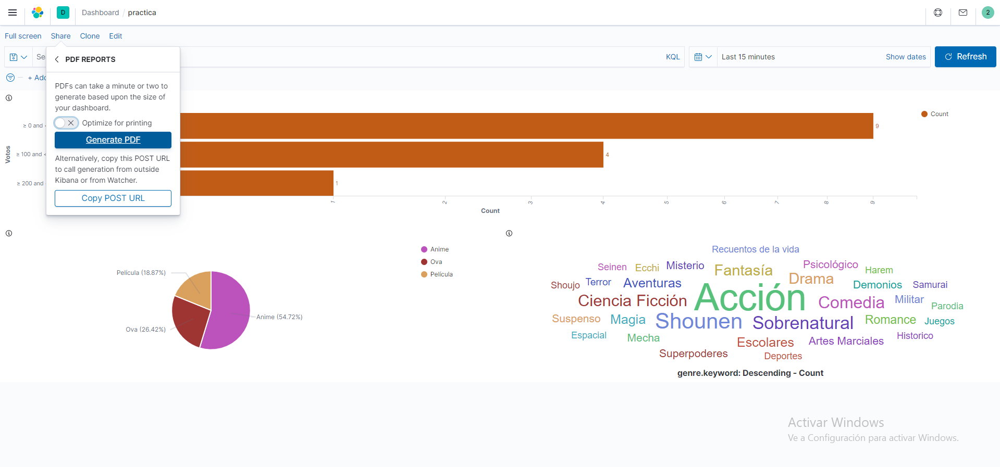 D
Dashboard / practica
2
Full screen Share Clone Edit
Se
KQL
Last 15 minutes
Show dates
Refresh
+ Add
PDF REPORTS
PDFs can take a minute or two to
generate based upon the size of
your dashboard.
Optimize for printing
Generate PDF
Alternatively, copy this POST URL
to call generation from outside
Kibana or from Watcher.
Copy POST URL
Votos
≥ 0 and <
≥ 100 and <
≥ 200 and
9
4
1
Count
1 2 3 4 5 6 7 8 9
Count
Anime
Ova
Película
Película (18.87%)
Anime (54.72%)
Ova (26.42%)
Recuentos de la vida
Seinen Ecchi Misterio Fantasía Psicológico Harem
Shoujo Terror Aventuras Drama Demonios Samurai
Ciencia Ficción Acción Comedia Militar Parodia
Suspenso Magia Shounen Sobrenatural Romance Juegos
Espacial Mecha Escolares Artes Marciales Historico
Superpoderes Deportes
genre.keyword: Descending - Count
Activar Windows
Ve a Configuración para activar Windows.